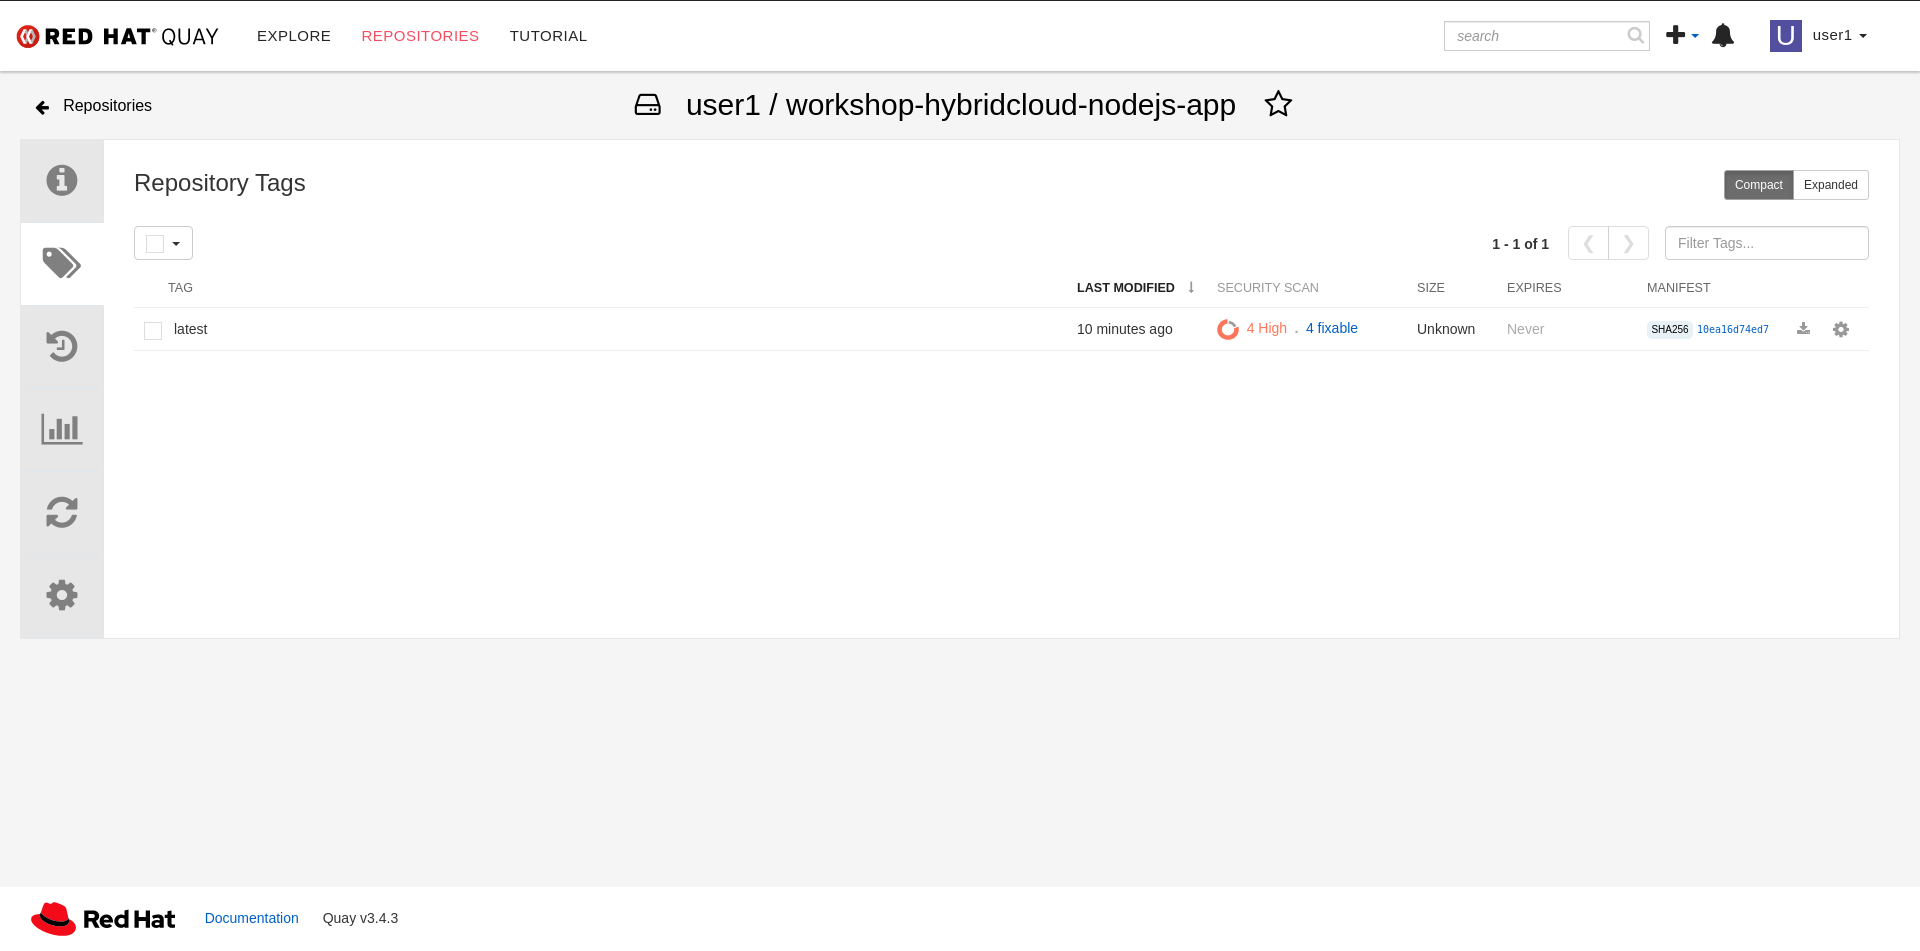 RED HAT® QUAY EXPLORE REPOSITORIES TUTORIAL search U user1
Repositories user1 / workshop-hybridcloud-nodejs-app
Repository Tags Compact Expanded
1 - 1 of 1 Filter Tags...
TAG LAST MODIFIED SECURITY SCAN SIZE EXPIRES MANIFEST
latest 10 minutes ago 4 High . 4 fixable Unknown Never SHA256 10ea16d74ed7
Red Hat Documentation Quay v3.4.3